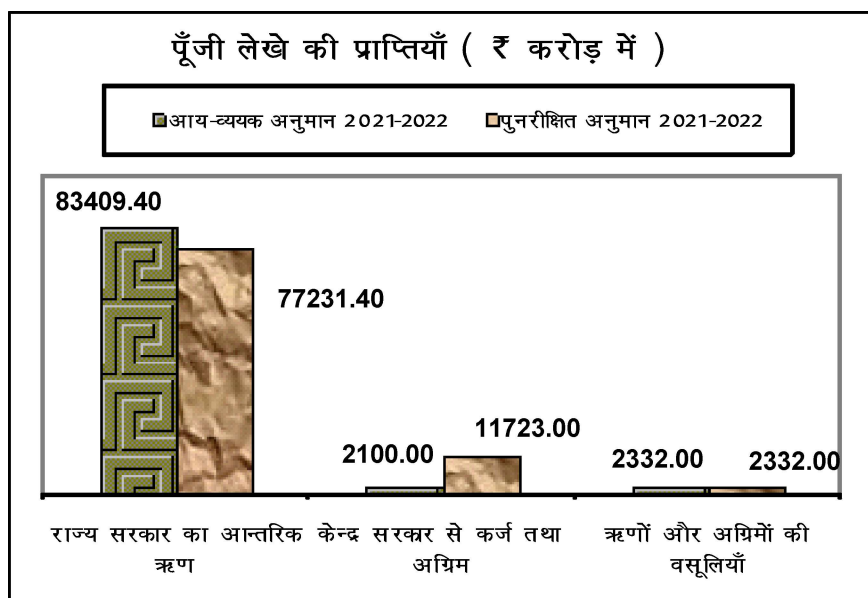 पूँजी लेखे की प्राप्तियाँ ( ₹ करोड़ में )
आय-व्ययक अनुमान 2021-2022 पुनरीक्षित अनुमान 2021-2022
83409.40
77231.40
2100.00
11723.00
2332.00
2332.00
राज्य सरकार का आन्तरिक ऋण
केन्द्र सरकार से कर्ज तथा अग्रिम
ऋणों और अग्रिमों की वसूलियाँ